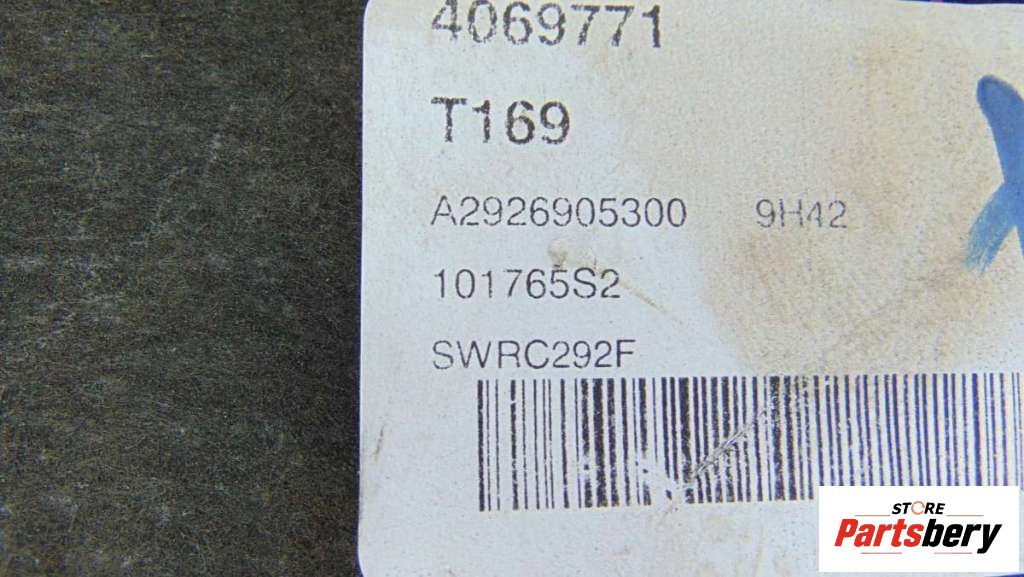 4069771
T169
A2926905300 9H42
101765S2
SWRC292F
STORE
Partsbery